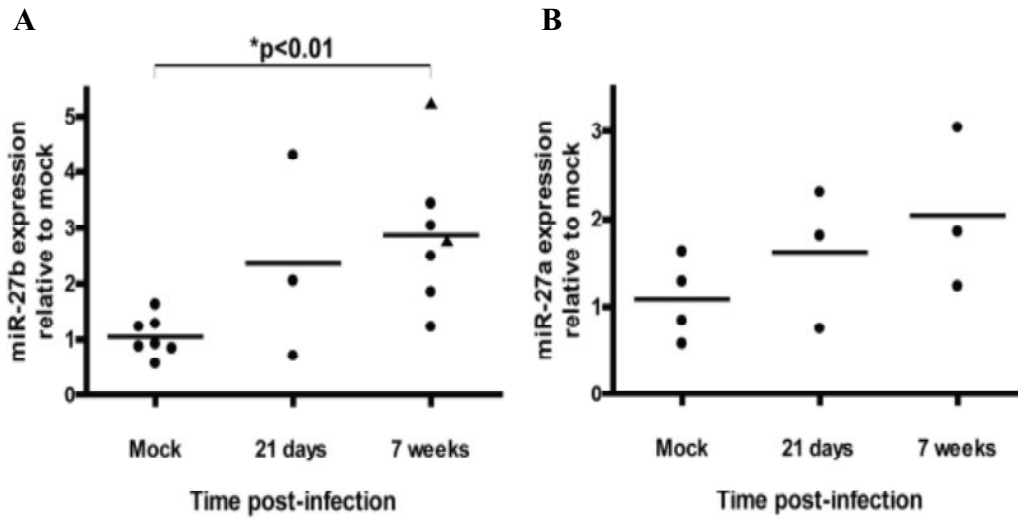 A
*p<0.01
miR-27b expression
relative to mock
5
4
3
2
1
0
Mock
21 days
7 weeks
Time post-infection
B
miR-27a expression
relative to mock
3
2
1
0
Mock
21 days
7 weeks
Time post-infection